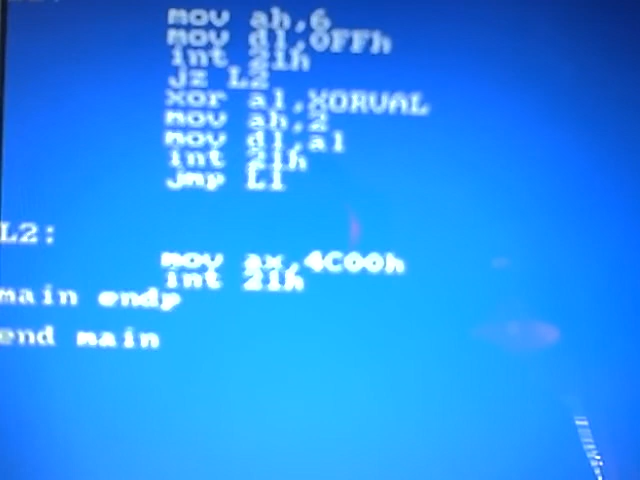 mov ah,6
mov dl,0FFh
int 21h
jz L2
xor al,XORVAL
mov ah,2
mov dl,al
int 21h
jmp L1
L2:
mov ax,4C00h
int 21h
main endp
end main